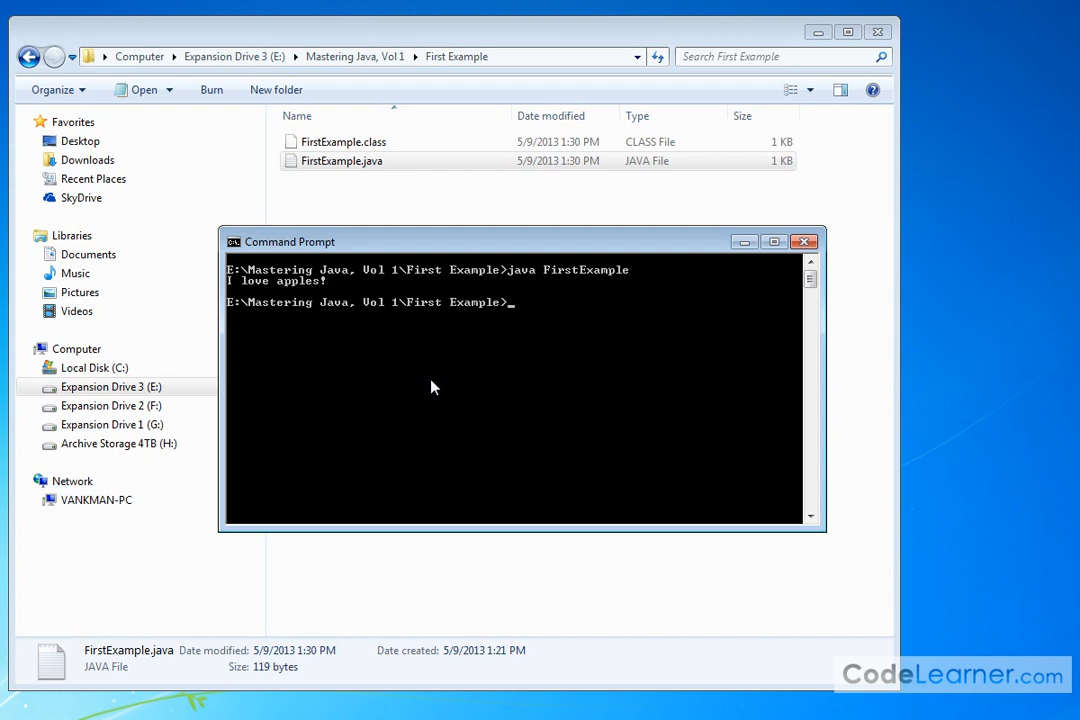 Computer Expansion Drive 3 (E:) Mastering Java, Vol 1 First Example Search First Example
Organize Open Burn New folder
Name Date modified Type Size
FirstExample.class 5/9/2013 1:30 PM CLASS File 1 KB
FirstExample.java 5/9/2013 1:30 PM JAVA File 1 KB
Favorites
Desktop
Downloads
Recent Places
SkyDrive
Libraries
Documents
Music
Pictures
Videos
Computer
Local Disk (C:)
Expansion Drive 3 (E:)
Expansion Drive 2 (F:)
Expansion Drive 1 (G:)
Archive Storage 4TB (H:)
Network
VANKMAN-PC
C:\. Command Prompt
E:\Mastering Java, Vol 1\First Example>java FirstExample
I love apples!
E:\Mastering Java, Vol 1\First Example>_
FirstExample.java Date modified: 5/9/2013 1:30 PM Date created: 5/9/2013 1:21 PM
JAVA File Size: 119 bytes
CodeLearner.com